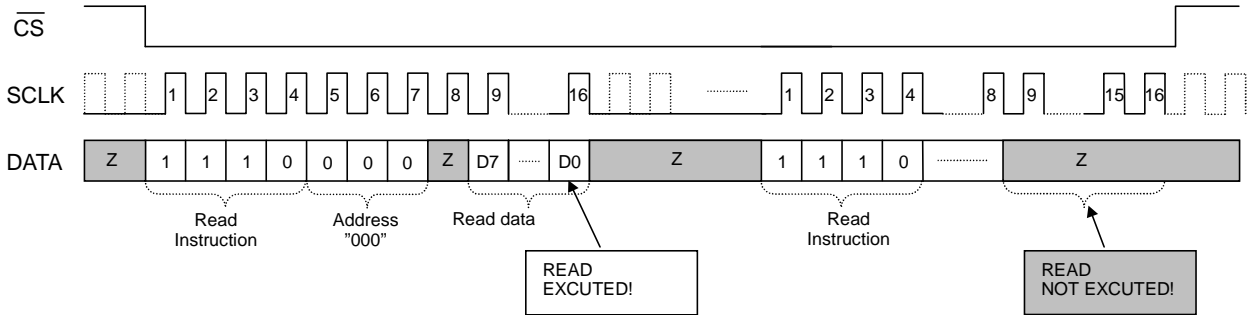 CS
SCLK 1 2 3 4 5 6 7 8 9 16 1 2 3 4 8 9 15 16
DATA Z 1 1 1 0 0 0 0 Z D7 ...... D0 Z 1 1 1 0 Z
Read Instruction
Address "000"
Read data
Read Instruction
READ
EXCUTED!
READ
NOT EXCUTED!